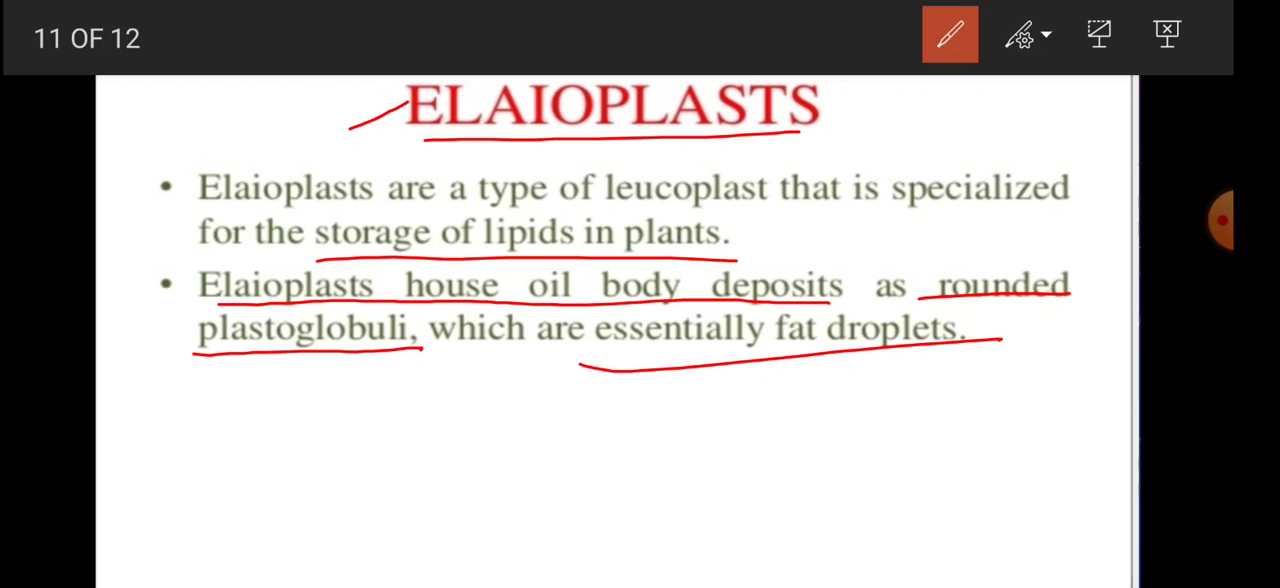 11 OF 12
ELAIOPLASTS
• Elaioplasts are a type of leucoplast that is specialized
for the storage of lipids in plants.
• Elaioplasts house oil body deposits as rounded
plastoglobuli, which are essentially fat droplets.